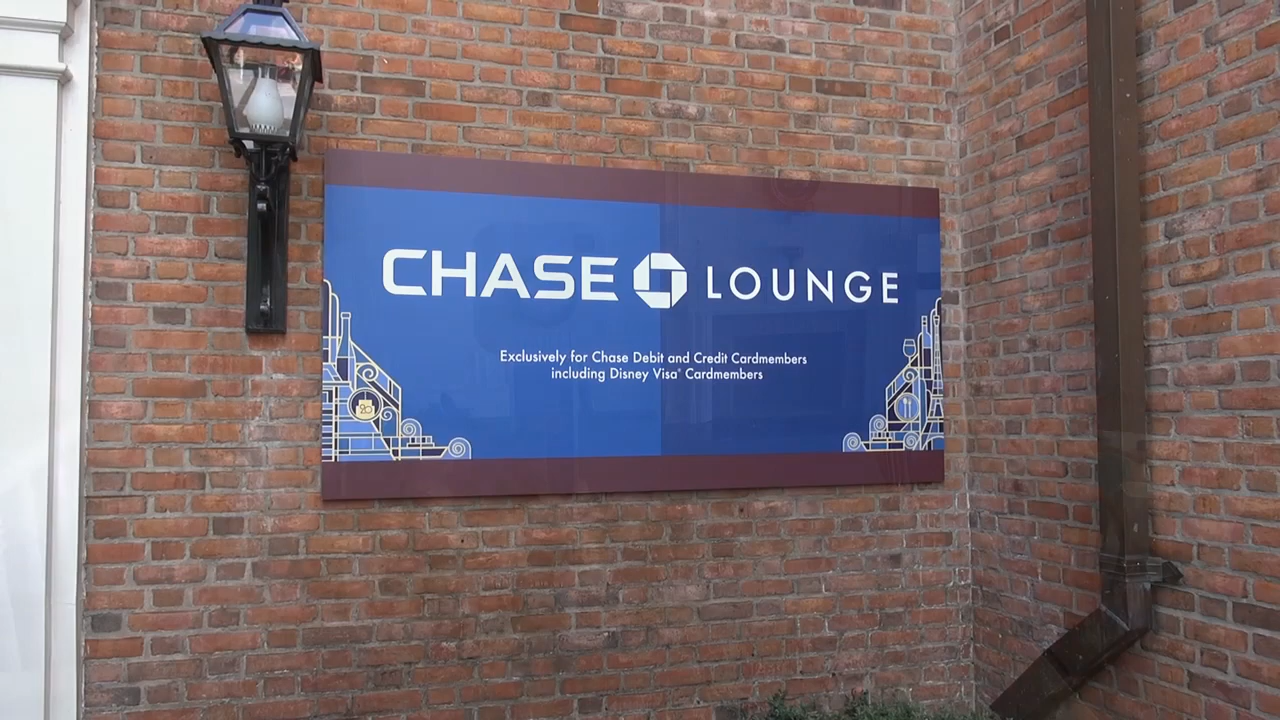 CHASE LOUNGE
Exclusively for Chase Debit and Credit Cardmembers
including Disney Visa® Cardmembers